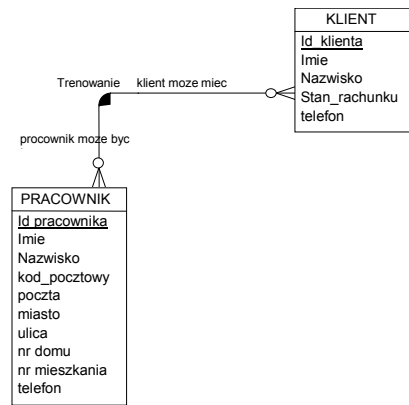 KLIENT
Id_klienta
Imie
Nazwisko
Stan_rachunku
telefon
Trenowanie klient moze miec
procownik moze byc
PRACOWNIK
Id pracownika
Imie
Nazwisko
kod_pocztowy
poczta
miasto
ulica
nr domu
nr mieszkania
telefon